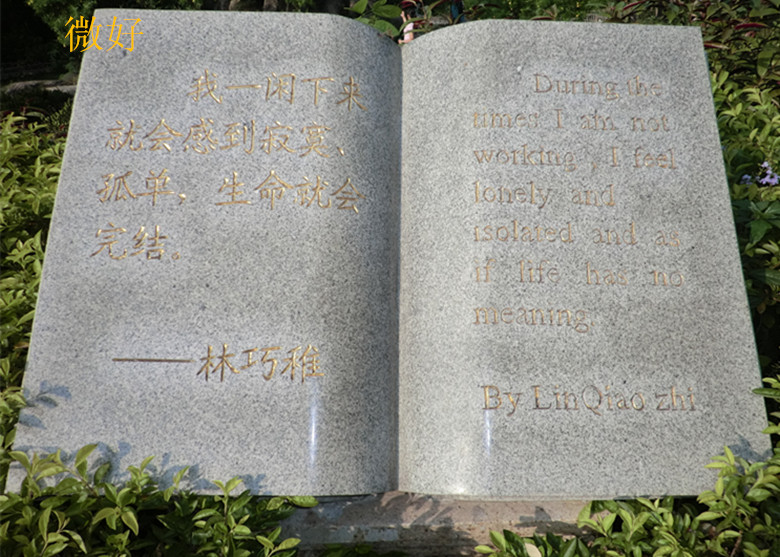 微好
我一闲下来
就会感到寂寞、
孤单，生命就会
完结。
——林巧稚
During the
times I am not
working , I feel
lonely and
isolated and as
if life has no
meaning.
By LinQiao zhi